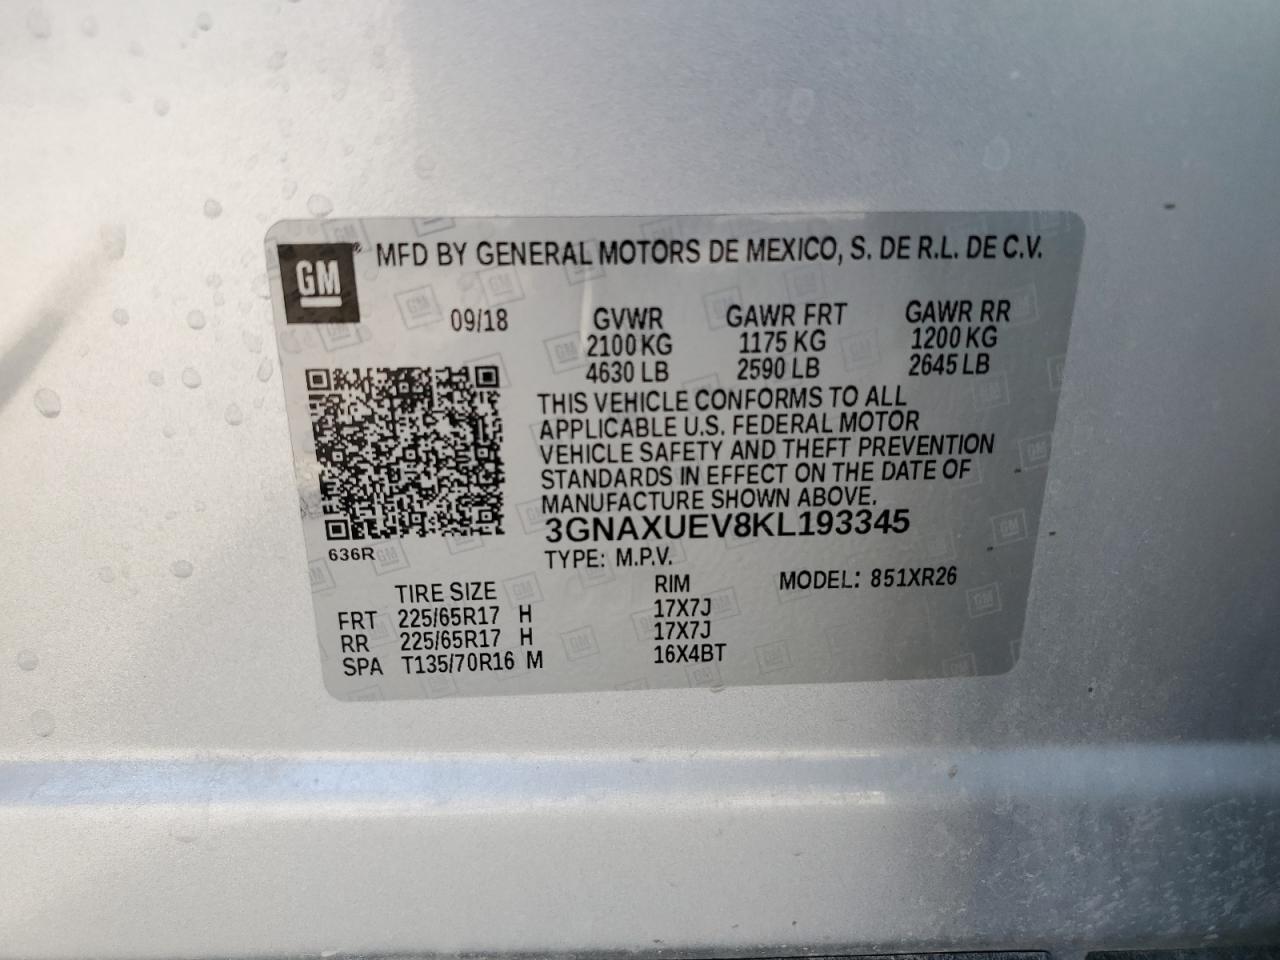 GM® MFD BY GENERAL MOTORS DE MEXICO, S. DE R.L. DE C.V.
09/18 GVWR GAWR FRT GAWR RR
2100 KG 1175 KG 1200 KG
4630 LB 2590 LB 2645 LB
THIS VEHICLE CONFORMS TO ALL
APPLICABLE U.S. FEDERAL MOTOR
VEHICLE SAFETY AND THEFT PREVENTION
STANDARDS IN EFFECT ON THE DATE OF
MANUFACTURE SHOWN ABOVE.
3GNAXUEV8KL193345
636R TYPE: M.P.V.
TIRE SIZE RIM MODEL: 851XR26
FRT 225/65R17 H 17X7J
RR 225/65R17 H 17X7J
SPA T135/70R16 M 16X4BT